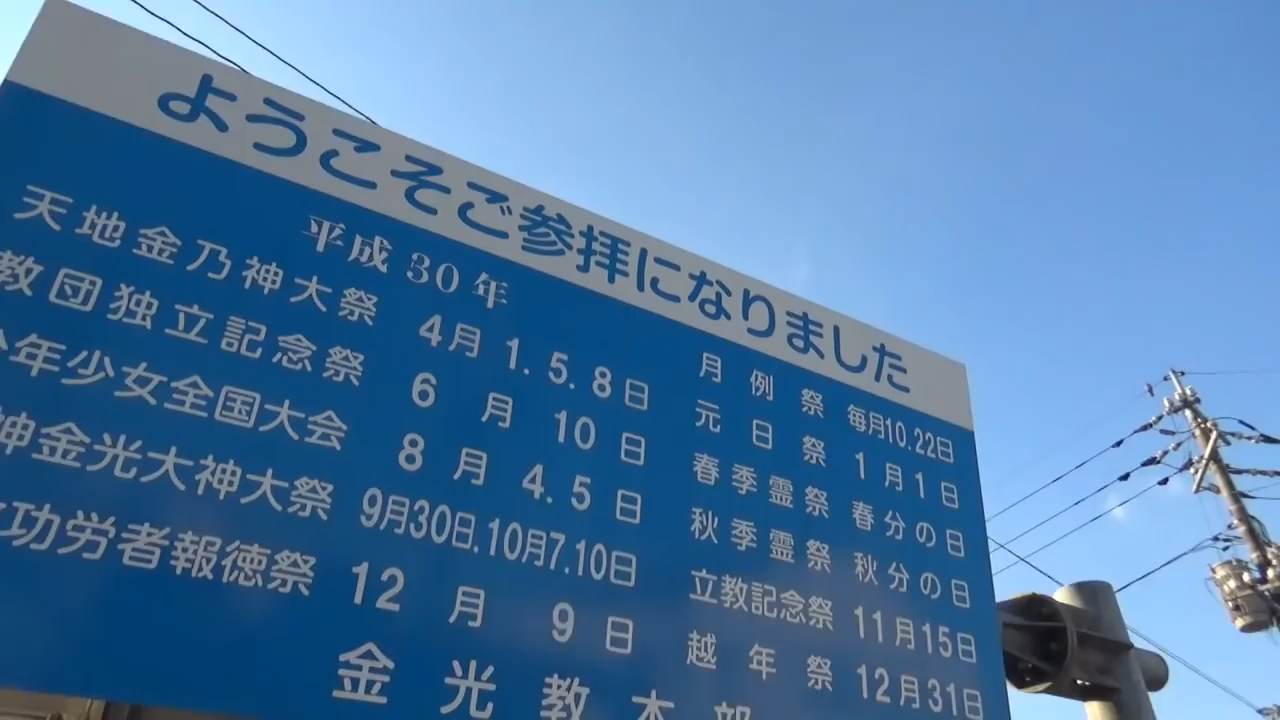 ようこそご参拝になりました
平成30年
天地金乃神大祭 4月1.5.8日
教団独立記念祭 6月10日
年少女全国大会 8月4.5日
神金光大神大祭 9月30日.10月7.10日
功労者報徳祭 12月9日
月例祭 毎月10.22日
元日祭 1月1日
春季霊祭 春分の日
秋季霊祭 秋分の日
立教記念祭 11月15日
越年祭 12月31日
金光教本部